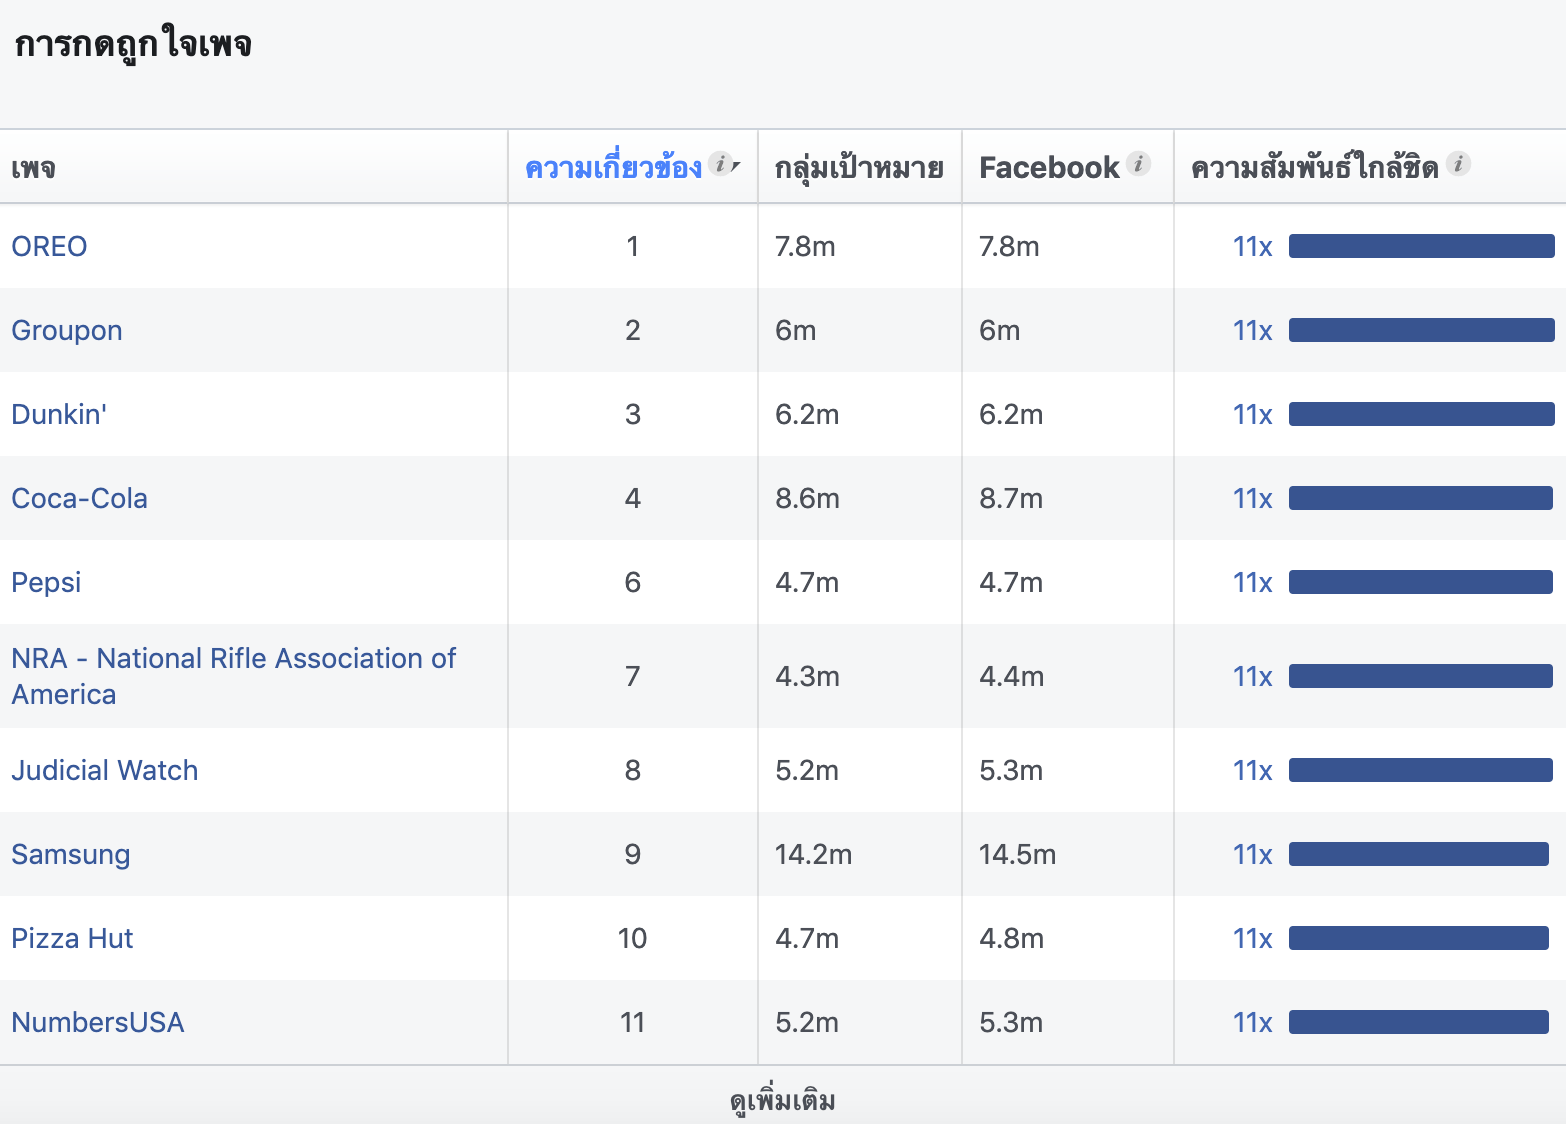 การกดถูกใจเพจ
เพจ ความเกี่ยวข้อง i กลุ่มเป้าหมาย Facebook i ความสัมพันธ์ใกล้ชิด i
OREO 1 7.8m 7.8m 11x
Groupon 2 6m 6m 11x
Dunkin' 3 6.2m 6.2m 11x
Coca-Cola 4 8.6m 8.7m 11x
Pepsi 6 4.7m 4.7m 11x
NRA - National Rifle Association of
America 7 4.3m 4.4m 11x
Judicial Watch 8 5.2m 5.3m 11x
Samsung 9 14.2m 14.5m 11x
Pizza Hut 10 4.7m 4.8m 11x
NumbersUSA 11 5.2m 5.3m 11x
ดูเพิ่มเติม